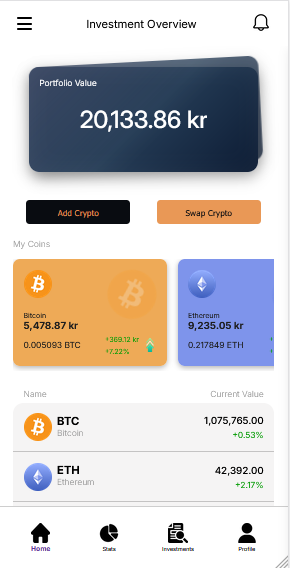 Investment Overview
Portfolio Value
20,133.86 kr
Add Crypto
Swap Crypto
My Coins
Bitcoin
5,478.87 kr
0.005093 BTC
+369.12 kr
+7.22%
Ethereum
9,235.05 kr
0.217849 ETH
Name
Current Value
BTC
1,075,765.00
Bitcoin
+0.53%
ETH
42,392.00
Ethereum
+2.17%
Home
Stats
Investments
Profile